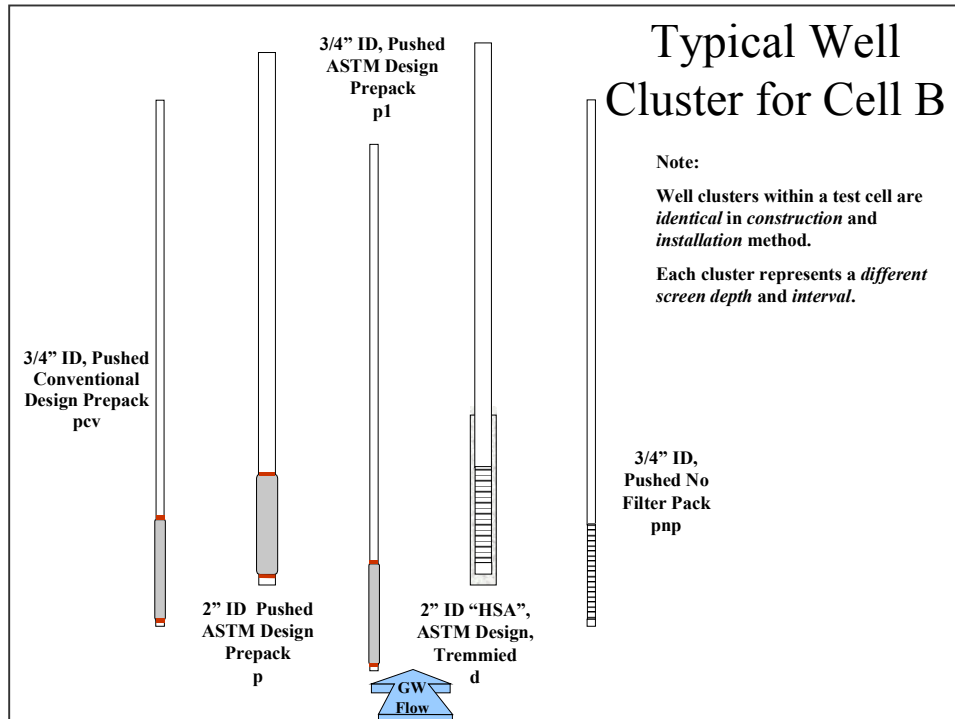 Typical Well
Cluster for Cell B
3/4” ID, Pushed
ASTM Design
Prepack
p1
Note:
Well clusters within a test cell are
identical in construction and
installation method.
Each cluster represents a different
screen depth and interval.
3/4” ID, Pushed
Conventional
Design Prepack
pcv
3/4” ID,
Pushed No
Filter Pack
pnp
2” ID Pushed
ASTM Design
Prepack
p
2” ID “HSA”,
ASTM Design,
Tremmied
d
GW
Flow